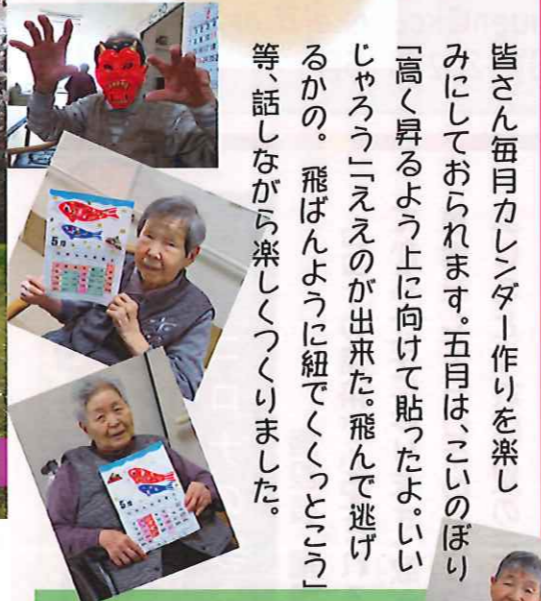 皆さん毎月カレンダー作りを楽し
みにしておられます。五月は、こいのぼり
「高く昇るよう上に向けて貼ったよ。いい
じゃろう」「ええのが出来た。飛んで逃げ
るかの。飛ばんように紐でくくっとこう」
等、話しながら楽しくつくりました。
5月
5月